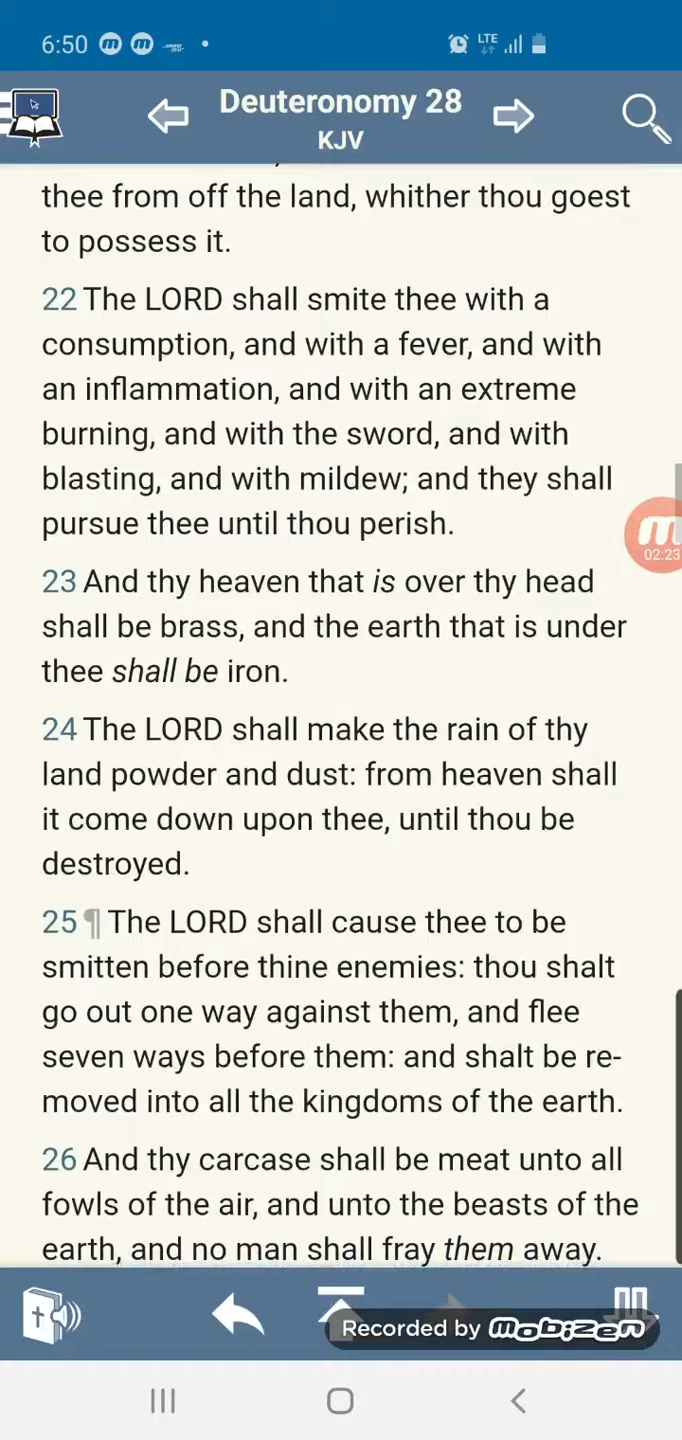 6:50
LTE
Deuteronomy 28
KJV
thee from off the land, whither thou goest
to possess it.
22 The LORD shall smite thee with a
consumption, and with a fever, and with
an inflammation, and with an extreme
burning, and with the sword, and with
blasting, and with mildew; and they shall
pursue thee until thou perish.
02:23
23 And thy heaven that is over thy head
shall be brass, and the earth that is under
thee shall be iron.
24 The LORD shall make the rain of thy
land powder and dust: from heaven shall
it come down upon thee, until thou be
destroyed.
25 ¶ The LORD shall cause thee to be
smitten before thine enemies: thou shalt
go out one way against them, and flee
seven ways before them: and shalt be re-
moved into all the kingdoms of the earth.
26 And thy carcase shall be meat unto all
fowls of the air, and unto the beasts of the
earth, and no man shall fray them away.
Recorded by mobizen